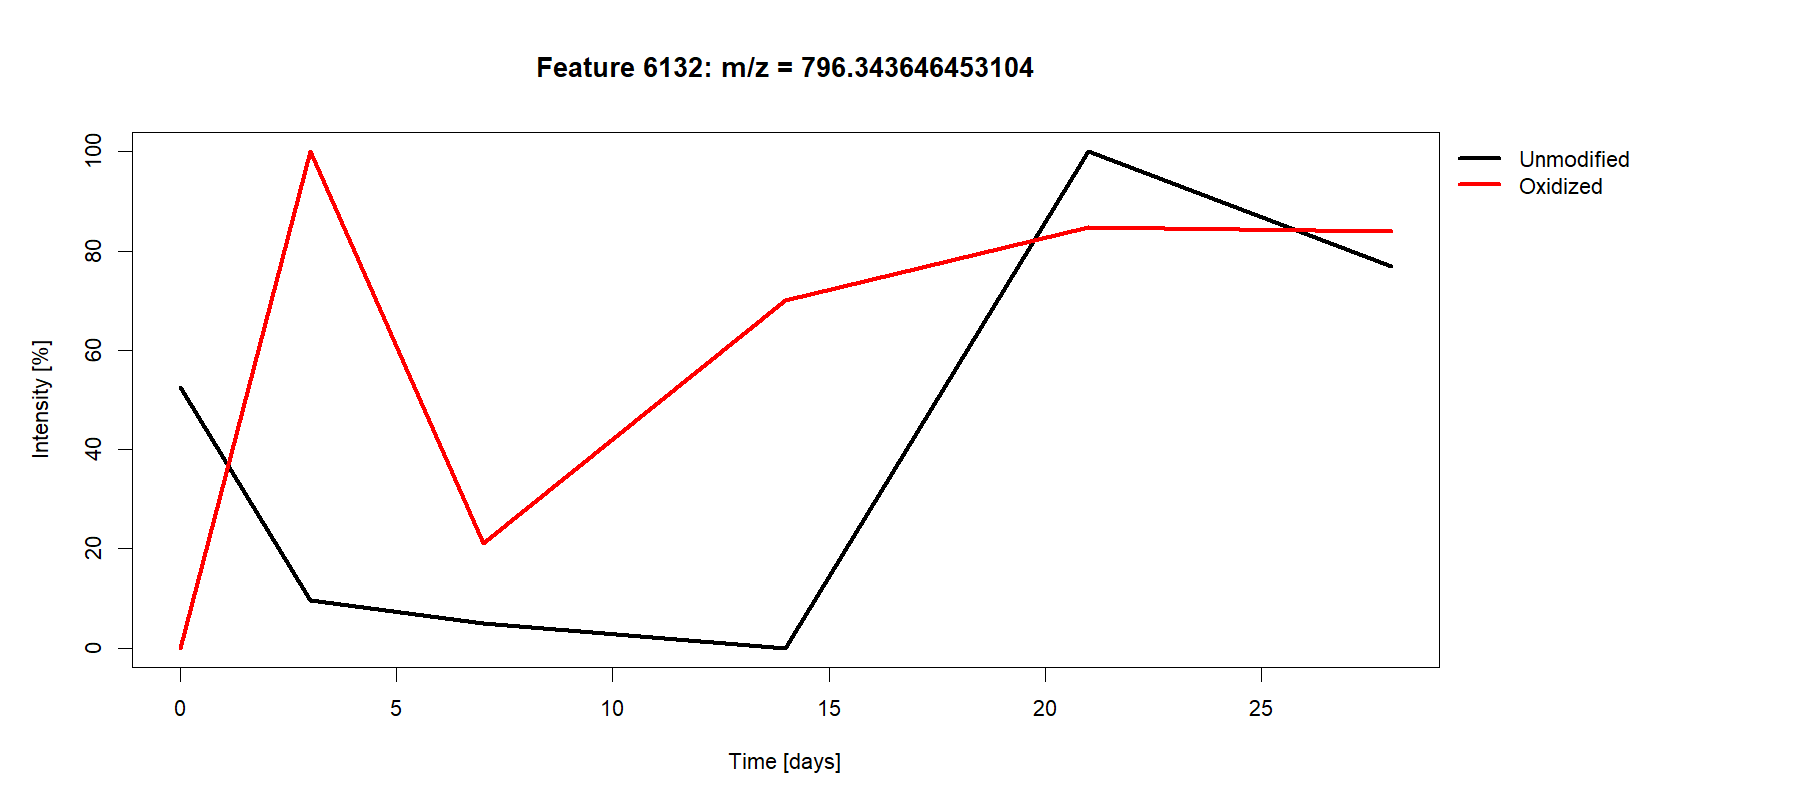 Feature 6132: m/z = 796.343646453104
Unmodified
Oxidized
Intensity [%]
100
80
60
40
20
0
0 5 10 15 20 25
Time [days]